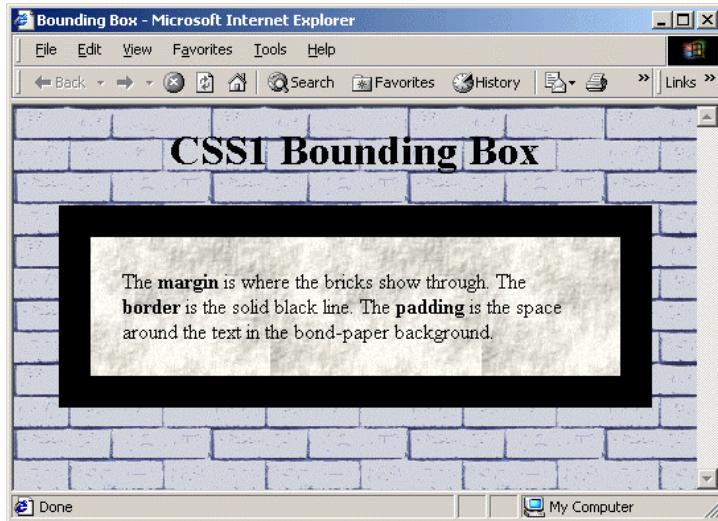 Bounding Box - Microsoft Internet Explorer
File Edit View Favorites Tools Help
Back Search Favorites History » Links »
CSS1 Bounding Box
The margin is where the bricks show through. The
border is the solid black line. The padding is the space
around the text in the bond-paper background.
Done My Computer